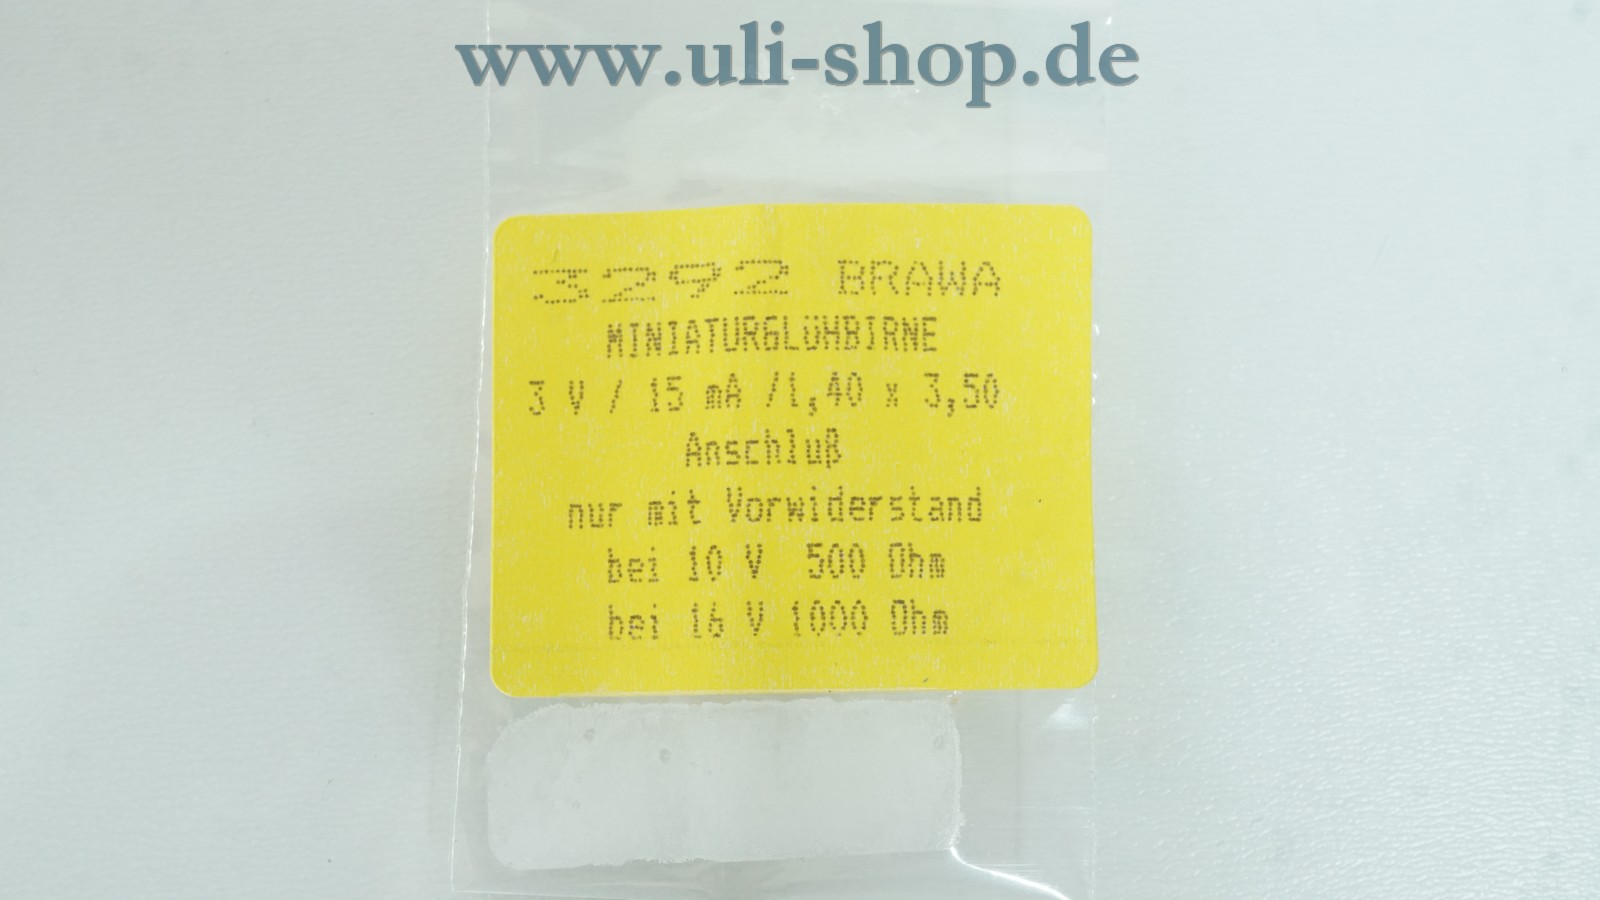 www.uli-shop.de
3292 BRAWA
MINIATURGLüHBIRNE
3 V / 15 mA /1,40 x 3,50
Anschluß
nur mit Vorwiderstand
bei 10 V 500 Ohm
bei 16 V 1000 Ohm